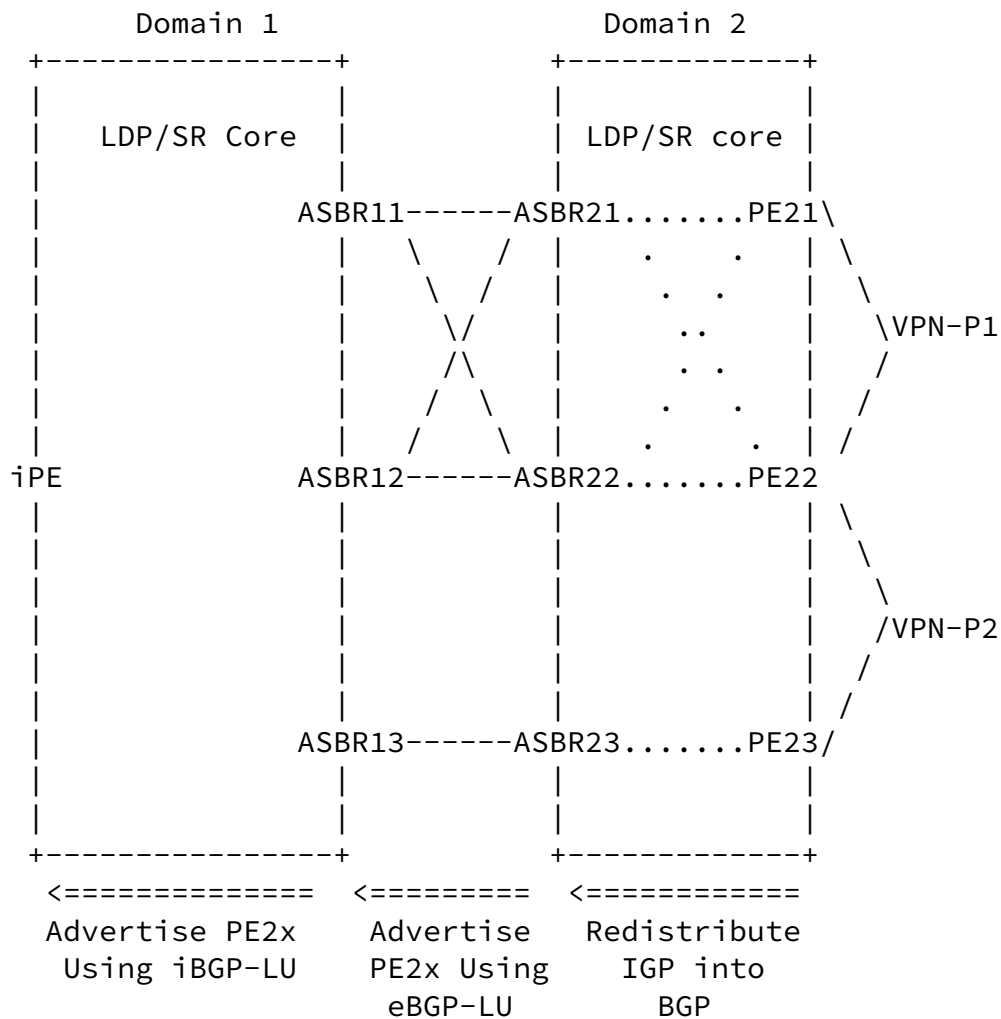 Domain 1 Domain 2
LDP/SR Core LDP/SR core
ASBR11------ASBR21.......PE21
VPN-P1
iPE ASBR12------ASBR22.......PE22
VPN-P2
ASBR13------ASBR23.......PE23
<============== <========= <============
Advertise PE2x Advertise Redistribute
Using iBGP-LU PE2x Using IGP into
eBGP-LU BGP